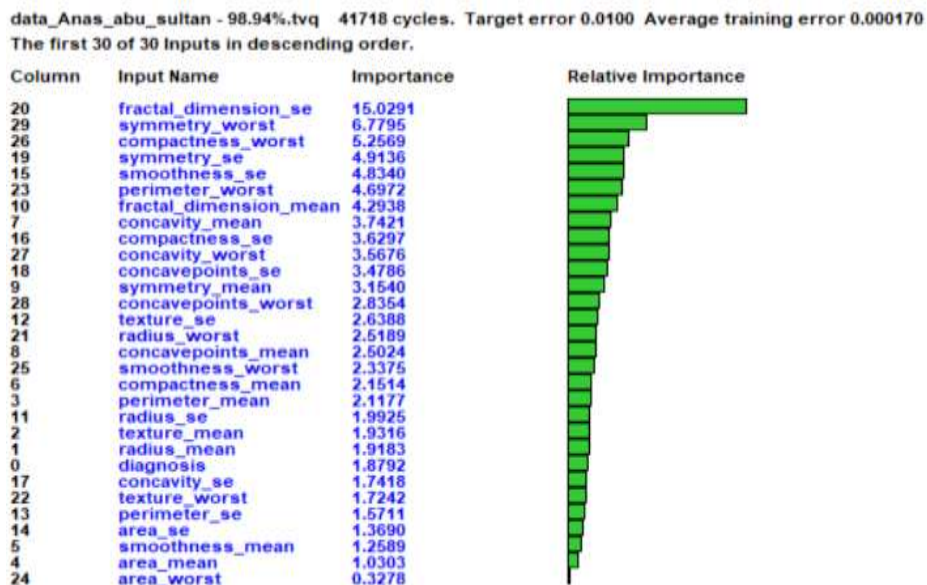 data_Anas_abu_sultan - 98.94%.tvq 41718 cycles. Target error 0.0100 Average training error 0.000170
The first 30 of 30 Inputs in descending order.
Column Input Name Importance Relative Importance
20 fractal_dimension_se 15.0291
29 symmetry_worst 6.7795
26 compactness_worst 5.2569
19 symmetry_se 4.9136
15 smoothness_se 4.8340
23 perimeter_worst 4.6972
10 fractal_dimension_mean 4.2938
7 concavity_mean 3.7421
16 compactness_se 3.6297
27 concavity_worst 3.5676
18 concavepoints_se 3.4786
9 symmetry_mean 3.1540
28 concavepoints_worst 2.8354
12 texture_se 2.6388
21 radius_worst 2.5189
8 concavepoints_mean 2.5024
25 smoothness_worst 2.3375
6 compactness_mean 2.1514
3 perimeter_mean 2.1177
11 radius_se 1.9925
2 texture_mean 1.9316
1 radius_mean 1.9183
0 diagnosis 1.8792
17 concavity_se 1.7418
22 texture_worst 1.7242
13 perimeter_se 1.5711
14 area_se 1.3690
5 smoothness_mean 1.2589
4 area_mean 1.0303
24 area_worst 0.3278